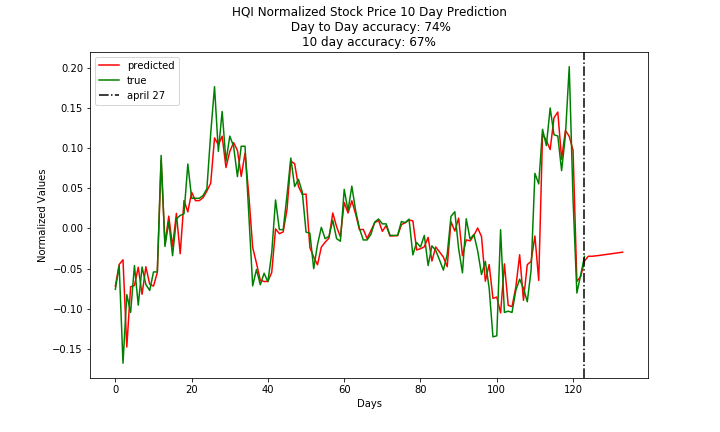 HQI Normalized Stock Price 10 Day Prediction
Day to Day accuracy: 74%
10 day accuracy: 67%
predicted
true
april 27
0.20
0.15
0.10
0.05
0.00
−0.05
−0.10
−0.15
Normalized Values
0 20 40 60 80 100 120
Days